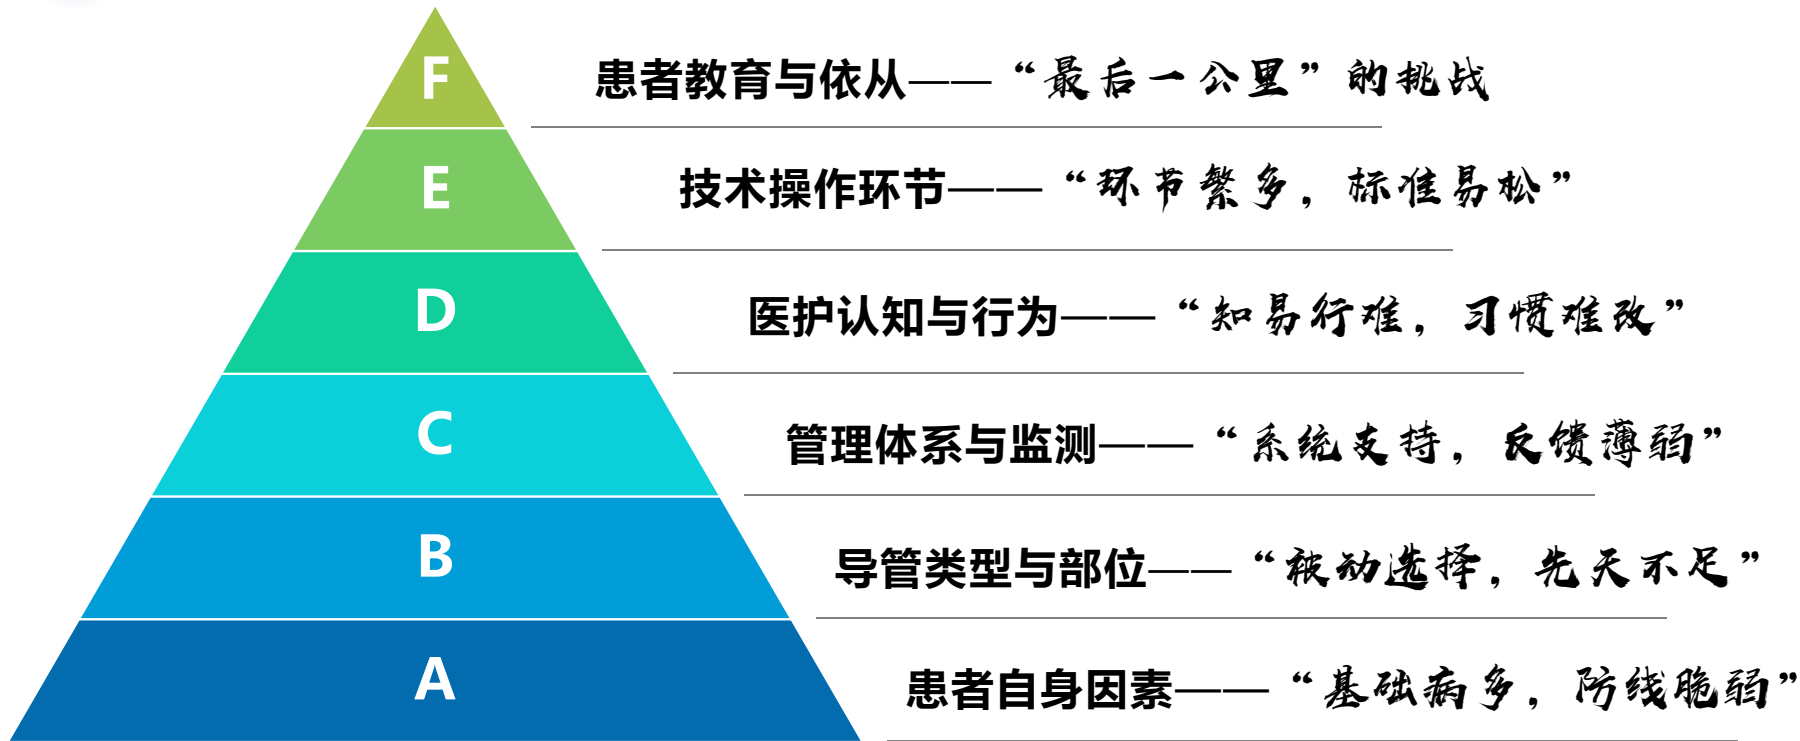 F 患者教育与依从——“最后一公里”的挑战
E 技术操作环节——“环节繁多，标准易松”
D 医护认知与行为——“知易行难，习惯难改”
C 管理体系与监测——“系统支持，反馈薄弱”
B 导管类型与部位——“被动选择，先天不足”
A 患者自身因素——“基础病多，防线脆弱”